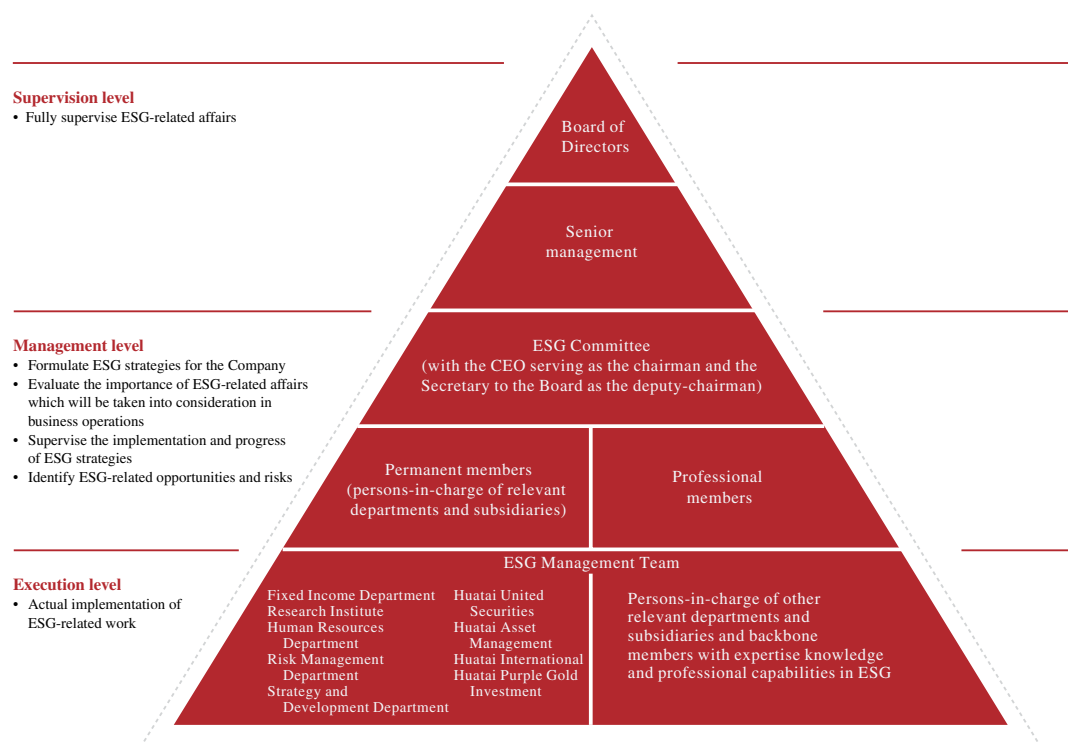 Supervision level
• Fully supervise ESG-related affairs
Board of
Directors
Senior
management
Management level
• Formulate ESG strategies for the Company
• Evaluate the importance of ESG-related affairs
which will be taken into consideration in
business operations
• Supervise the implementation and progress
of ESG strategies
• Identify ESG-related opportunities and risks
ESG Committee
(with the CEO serving as the chairman and the
Secretary to the Board as the deputy-chairman)
Permanent members
(persons-in-charge of relevant
departments and subsidiaries)
Professional
members
Execution level
• Actual implementation of
ESG-related work
ESG Management Team
Fixed Income Department
Research Institute
Human Resources
Department
Risk Management
Department
Strategy and
Development Department
Huatai United
Securities
Huatai Asset
Management
Huatai International
Huatai Purple Gold
Investment
Persons-in-charge of other
relevant departments and
subsidiaries and backbone
members with expertise knowledge
and professional capabilities in ESG